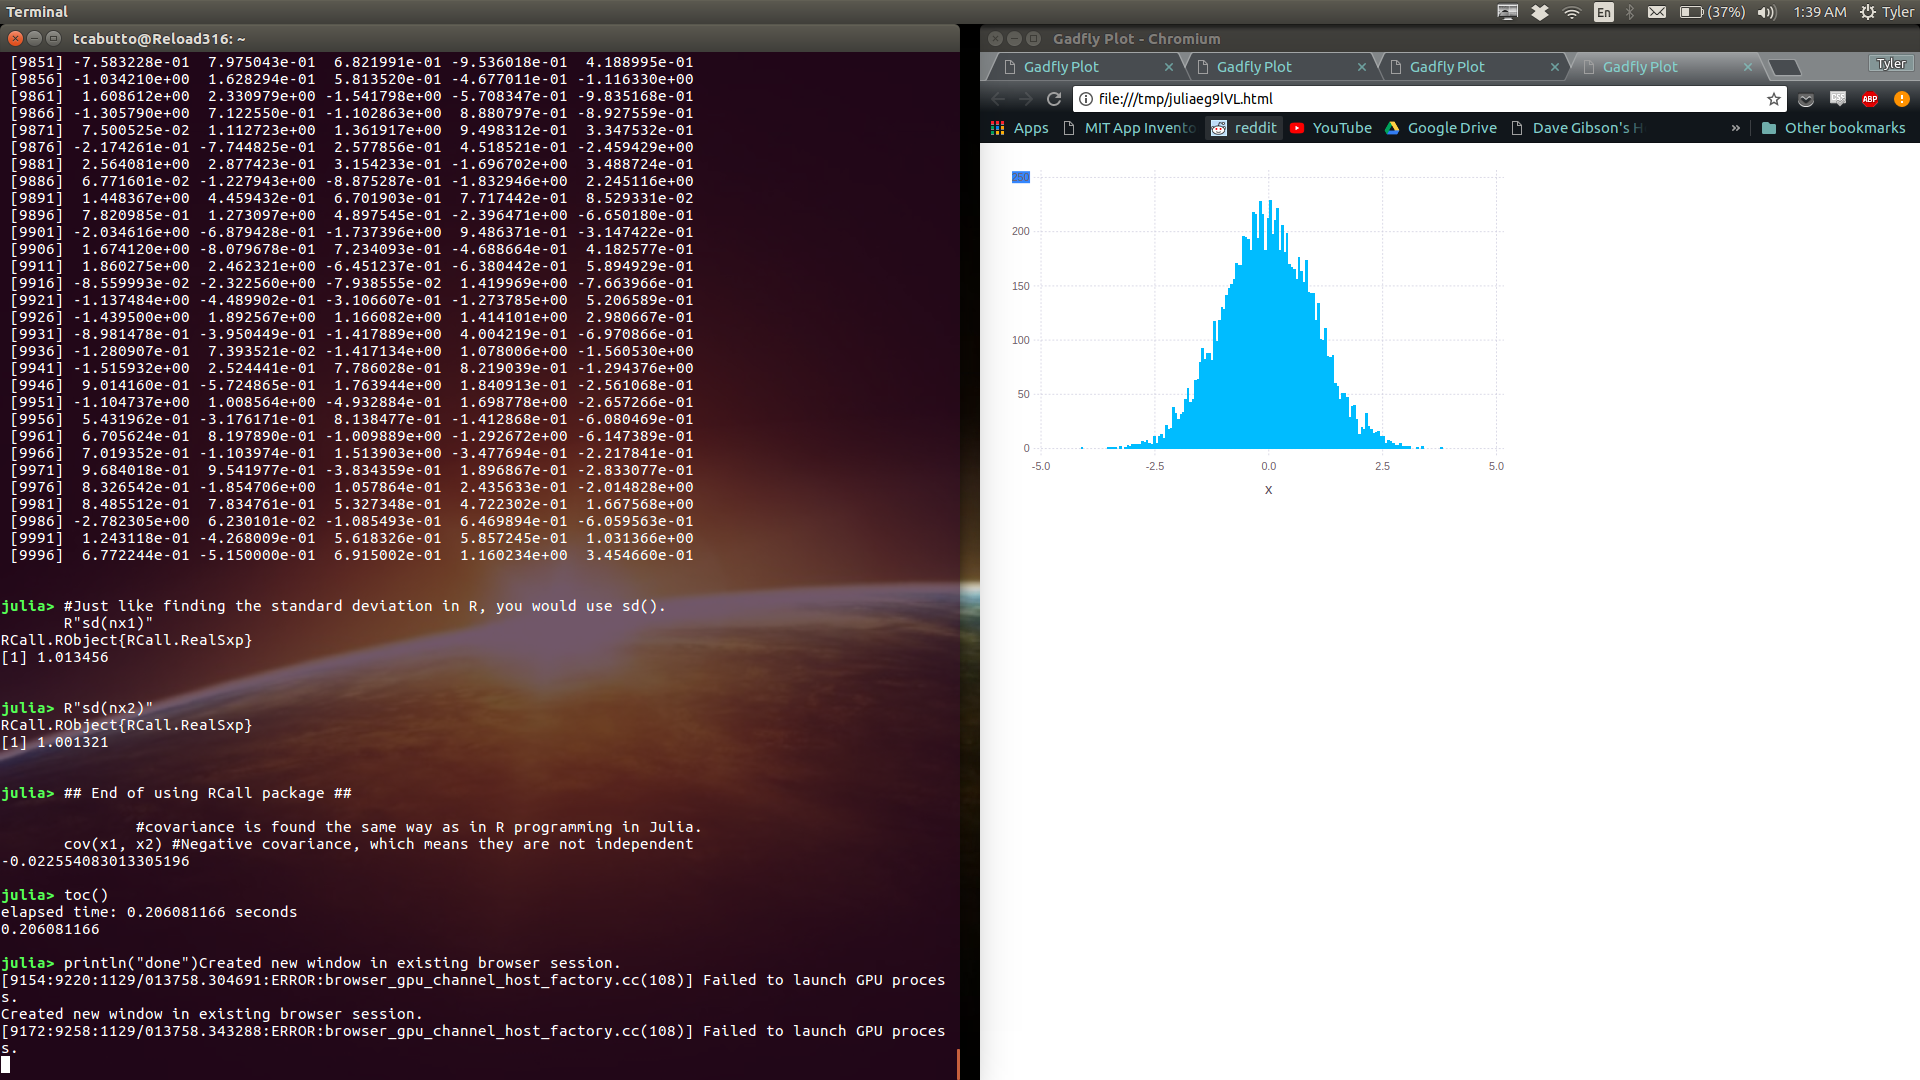 Terminal
En
(37%)
1:39 AM
Tyler
tcabutto@Reload316: ~
[9851] -7.583228e-01  7.975043e-01  6.821991e-01 -9.536018e-01  4.188995e-01
[9856] -1.034210e+00  1.628294e-01  5.813520e-01 -4.677011e-01 -1.116330e+00
[9861]  1.608612e+00  2.330979e+00 -1.541798e+00 -5.708347e-01 -9.835168e-01
[9866] -1.305790e+00  7.122550e-01 -1.102863e+00  8.880797e-01 -8.927559e-01
[9871]  7.500525e-02  1.112723e+00  1.361917e+00  9.498312e-01  3.347532e-01
[9876] -2.174261e-01 -7.744825e-01  2.577856e-01  4.518521e-01 -2.459429e+00
[9881]  2.564081e+00  2.877423e-01  3.154233e-01 -1.696702e+00  3.488724e-01
[9886]  6.771601e-02 -1.227943e+00 -8.875287e-01 -1.832946e+00  2.245116e+00
[9891]  1.448367e+00  4.459432e-01  6.701903e-01  7.717442e-01  8.529331e-02
[9896]  7.820985e-01  1.273097e+00  4.897545e-01 -2.396471e+00 -6.650180e-01
[9901] -2.034616e+00 -6.879428e-01 -1.737396e+00  9.486371e-01 -3.147422e-01
[9906]  1.674120e+00 -8.079678e-01  7.234093e-01 -4.688664e-01  4.182577e-01
[9911]  1.860275e+00  2.462321e+00 -6.451237e-01 -6.380442e-01  5.894929e-01
[9916] -8.559993e-02 -2.322560e+00 -7.938555e-02  1.419969e+00 -7.663966e-01
[9921] -1.137484e+00 -4.489902e-01 -3.106607e-01 -1.273785e+00  5.206589e-01
[9926] -1.439500e+00  1.892567e+00  1.166082e+00  1.414101e+00  2.980667e-01
[9931] -8.981478e-01 -3.950449e-01 -1.417889e+00  4.004219e-01 -6.970866e-01
[9936] -1.280907e-01  7.393521e-02 -1.417134e+00  1.078006e+00 -1.560530e+00
[9941] -1.515932e+00  2.524441e-01  7.786028e-01  8.219039e-01 -1.294376e+00
[9946]  9.014160e-01 -5.724865e-01  1.763944e+00  1.840913e-01 -2.561068e-01
[9951] -1.104737e+00  1.008564e+00 -4.932884e-01  1.698778e-01 -2.657266e-01
[9956]  5.431962e-01 -3.176171e-01  8.138477e-01 -1.412868e-01 -6.080469e-01
[9961]  6.705624e-01  8.197890e-01 -1.009889e+00 -1.292672e+00 -6.147389e-01
[9966]  7.019352e-01 -1.103974e-01  1.513903e+00 -3.477694e-01 -2.217841e-01
[9971]  9.684018e-01  9.541977e-01 -3.834359e-01  1.896867e-01 -2.833077e-01
[9976]  8.326542e-01 -1.854706e+00  1.057864e-01  2.435633e-01 -2.014828e+00
[9981]  8.485512e-01  7.834761e-01  5.327348e-01  4.722302e-01  1.667568e+00
[9986] -2.782305e+00  6.230101e-02 -1.085493e-01  6.469894e-01 -6.059563e-01
[9991]  1.243118e-01 -4.268009e-01  5.618326e-01  5.857245e-01  1.031366e+00
[9996]  6.772244e-01 -5.150000e-01  6.915002e-01  1.160234e+00  3.454660e-01
julia> #Just like finding the standard deviation in R, you would use sd().
R"sd(nx1)"
RCall.RObject{RCall.RealSxp}
[1] 1.013456
julia> R"sd(nx2)"
RCall.RObject{RCall.RealSxp}
[1] 1.001321
julia> ## End of using RCall package ##
#covariance is found the same way as in R programming in Julia.
cov(x1, x2) #Negative covariance, which means they are not independent
-0.022554083013305196
julia> toc()
elapsed time: 0.206081166 seconds
0.206081166
julia> println("done")Created new window in existing browser session.
[9154:9220:1129/013758.304691:ERROR:browser_gpu_channel_host_factory.cc(108)] Failed to launch GPU proces
s.
Created new window in existing browser session.
[9172:9258:1129/013758.343288:ERROR:browser_gpu_channel_host_factory.cc(108)] Failed to launch GPU proces
s.
Gadfly Plot - Chromium
Gadfly Plot
Gadfly Plot
Gadfly Plot
Gadfly Plot
Tyler
file:///tmp/juliaeg9lVL.html
ABP
Apps
MIT App Invento
reddit
YouTube
Google Drive
Dave Gibson's H
»
Other bookmarks
250
200
150
100
50
0
-5.0
-2.5
0.0
2.5
5.0
x